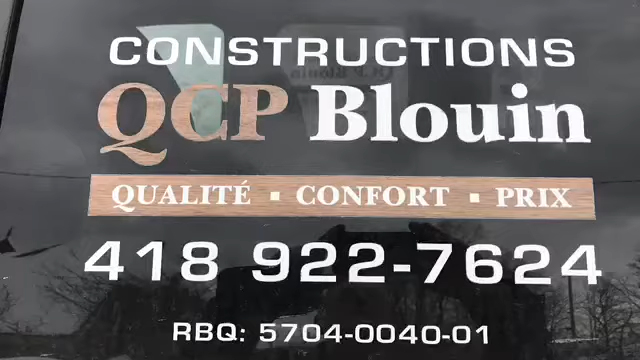 CONSTRUCTIONS
QCP Blouin
QUALITÉ ▪ CONFORT ▪ PRIX
418 922-7624
RBQ: 5704-0040-01